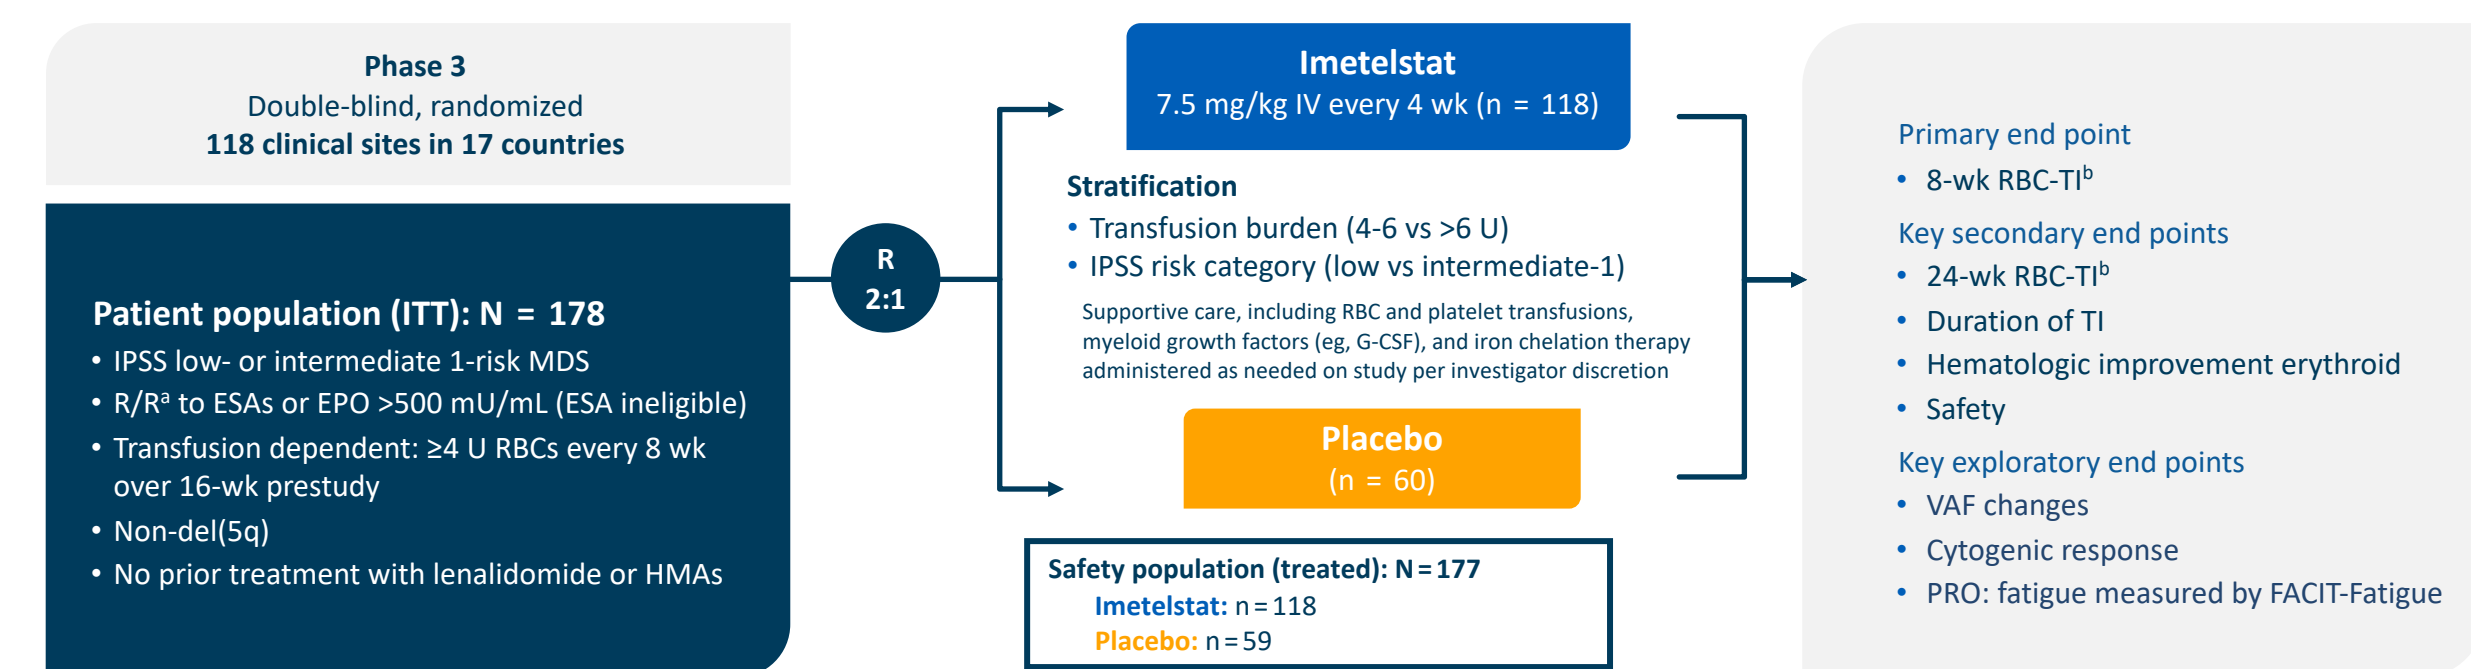 Phase 3
Double-blind, randomized
118 clinical sites in 17 countries
Patient population (ITT): N = 178
• IPSS low- or intermediate 1-risk MDS
• R/Rᵃ to ESAs or EPO >500 mU/mL (ESA ineligible)
• Transfusion dependent: ≥4 U RBCs every 8 wk
over 16-wk prestudy
• Non-del(5q)
• No prior treatment with lenalidomide or HMAs
R
2:1
Imetelstat
7.5 mg/kg IV every 4 wk (n = 118)
Stratification
• Transfusion burden (4-6 vs >6 U)
• IPSS risk category (low vs intermediate-1)
Supportive care, including RBC and platelet transfusions,
myeloid growth factors (eg, G-CSF), and iron chelation therapy
administered as needed on study per investigator discretion
Placebo
(n = 60)
Safety population (treated): N = 177
Imetelstat: n = 118
Placebo: n = 59
Primary end point
• 8-wk RBC-TIᵇ
Key secondary end points
• 24-wk RBC-TIᵇ
• Duration of TI
• Hematologic improvement erythroid
• Safety
Key exploratory end points
• VAF changes
• Cytogenic response
• PRO: fatigue measured by FACIT-Fatigue